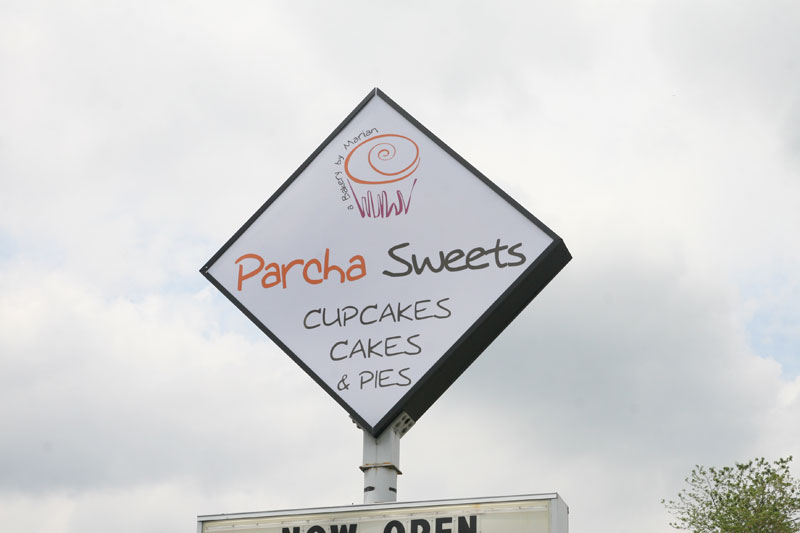 a Bakery by Marian
Parcha Sweets
CUPCAKES
CAKES
& PIES
NOW OPEN